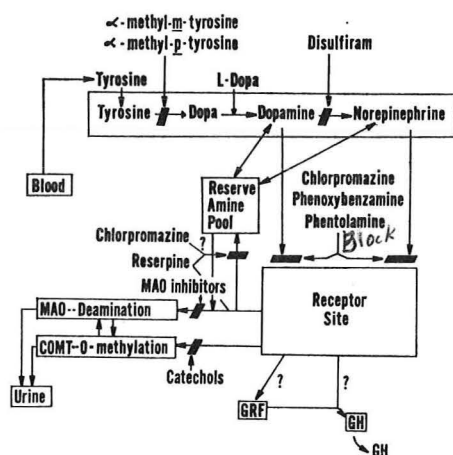 α-methyl-m-tyrosine
α-methyl-p-tyrosine
Disulfiram
Tyrosine
L-Dopa
Tyrosine Dopa Dopamine Norepinephrine
Blood
Reserve
Amine
Pool
Chlorpromazine
Phenoxybenzamine
Phentolamine
Block
Chlorpromazine ?
Reserpine
MAO inhibitors
MAO--Deamination
Receptor
Site
COMT--O-methylation
Catechols
Urine
? ?
GRF
GH
GH